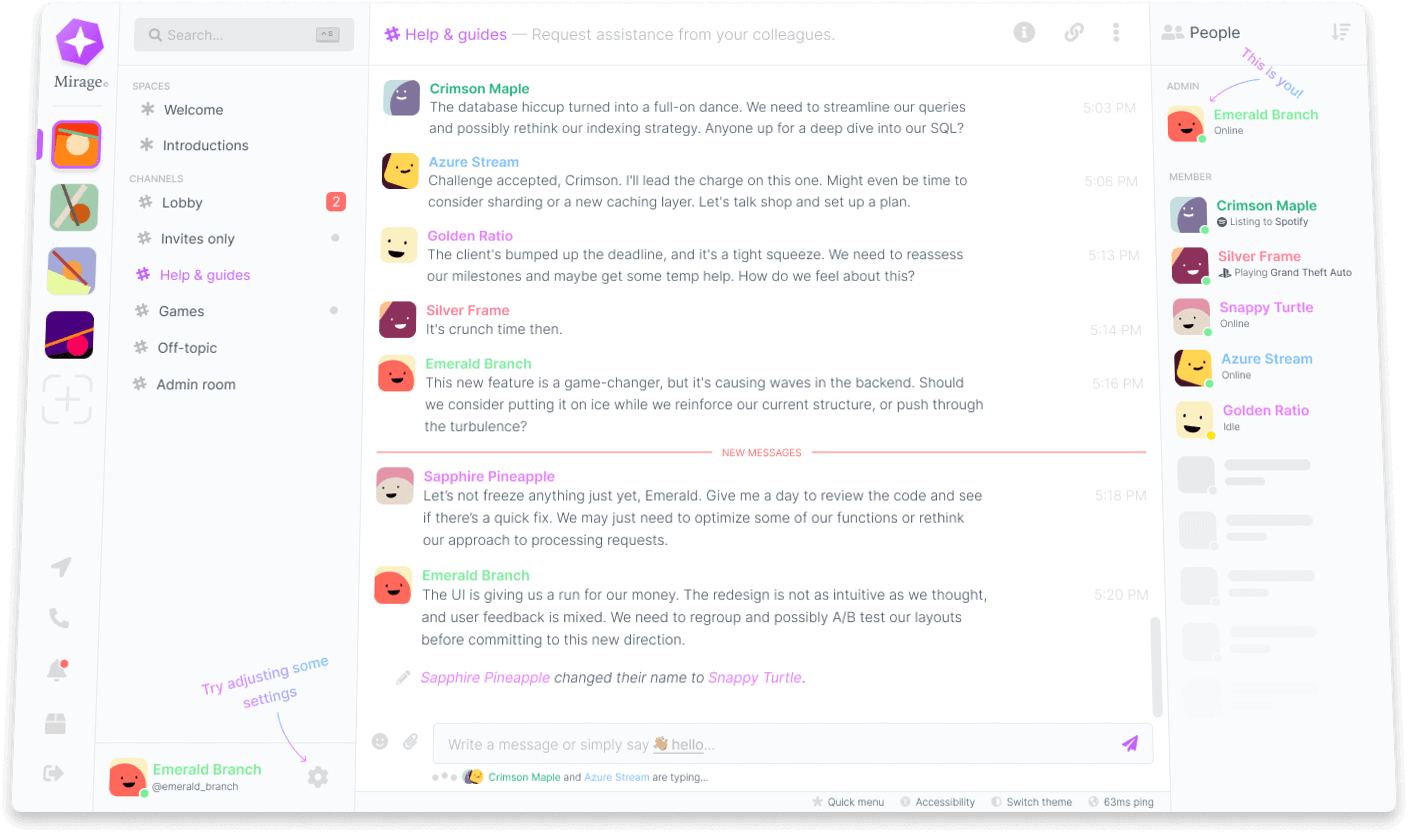 Mirage©
Search...
^S
SPACES
Welcome
Introductions
CHANNELS
Lobby
2
Invites only
Help & guides
Games
Off-topic
Admin room
Try adjusting some
settings
Emerald Branch
@emerald_branch
Help & guides — Request assistance from your colleagues.
Crimson Maple
The database hiccup turned into a full-on dance. We need to streamline our queries
5:03 PM
and possibly rethink our indexing strategy. Anyone up for a deep dive into our SQL?
Azure Stream
Challenge accepted, Crimson. I'll lead the charge on this one. Might even be time to
5:06 PM
consider sharding or a new caching layer. Let's talk shop and set up a plan.
Golden Ratio
The client's bumped up the deadline, and it's a tight squeeze. We need to reassess
5:13 PM
our milestones and maybe get some temp help. How do we feel about this?
Silver Frame
It's crunch time then.
5:14 PM
Emerald Branch
This new feature is a game-changer, but it's causing waves in the backend. Should
5:16 PM
we consider putting it on ice while we reinforce our current structure, or push through
the turbulence?
NEW MESSAGES
Sapphire Pineapple
Let's not freeze anything just yet, Emerald. Give me a day to review the code and see
5:18 PM
if there's a quick fix. We may just need to optimize some of our functions or rethink
our approach to processing requests.
Emerald Branch
The UI is giving us a run for our money. The redesign is not as intuitive as we thought,
5:20 PM
and user feedback is mixed. We need to regroup and possibly A/B test our layouts
before committing to this new direction.
Sapphire Pineapple changed their name to Snappy Turtle.
Write a message or simply say 👋🏼 hello...
Crimson Maple and Azure Stream are typing...
Quick menu
Accessibility
Switch theme
63ms ping
People
This is you!
ADMIN
Emerald Branch
Online
MEMBER
Crimson Maple
Listing to Spotify
Silver Frame
Playing Grand Theft Auto
Snappy Turtle
Online
Azure Stream
Online
Golden Ratio
Idle